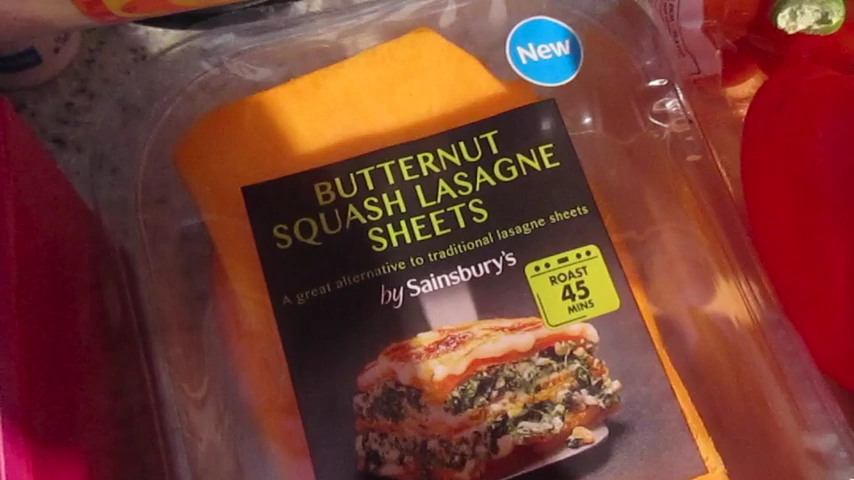 New
BUTTERNUT
SQUASH LASAGNE
SHEETS
A great alternative to traditional lasagne sheets
by Sainsbury's
ROAST
45
MINS